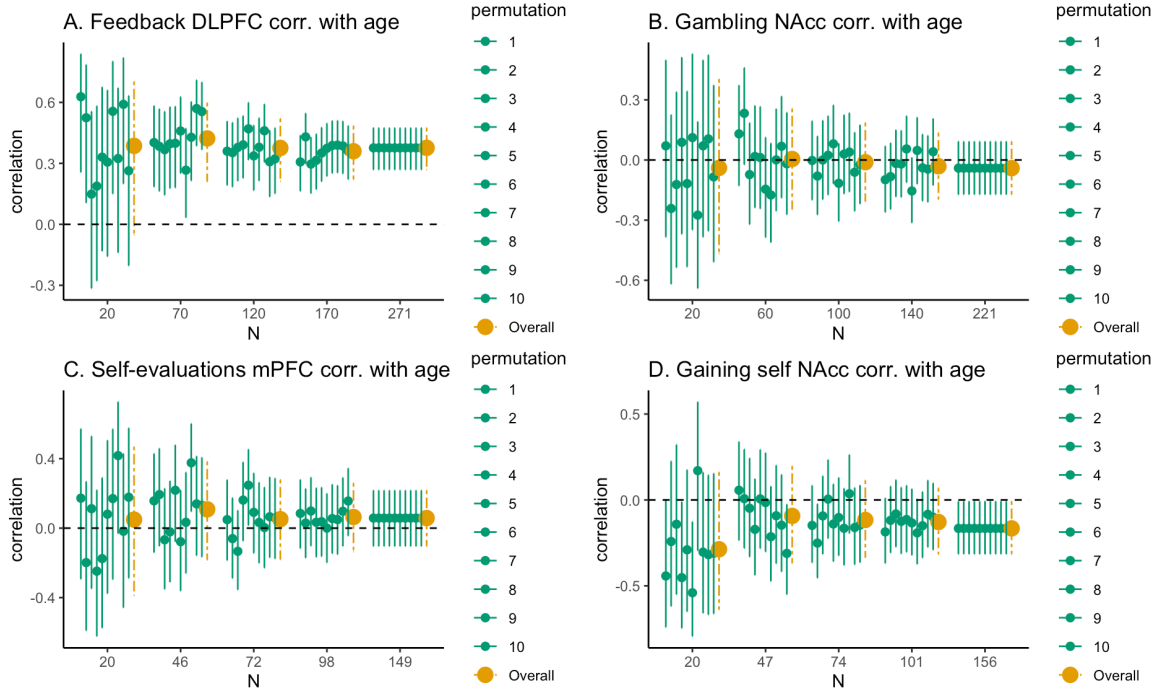 A. Feedback DLPFC corr. with age
correlation
0.6
0.3
0.0
-0.3
20 70 120 170 271
N
permutation
1
2
3
4
5
6
7
8
9
10
Overall
B. Gambling NAcc corr. with age
correlation
0.3
0.0
-0.3
-0.6
20 60 100 140 221
N
permutation
1
2
3
4
5
6
7
8
9
10
Overall
C. Self-evaluations mPFC corr. with age
correlation
0.4
0.0
-0.4
20 46 72 98 149
N
permutation
1
2
3
4
5
6
7
8
9
10
Overall
D. Gaining self NAcc corr. with age
correlation
0.5
0.0
-0.5
20 47 74 101 156
N
permutation
1
2
3
4
5
6
7
8
9
10
Overall